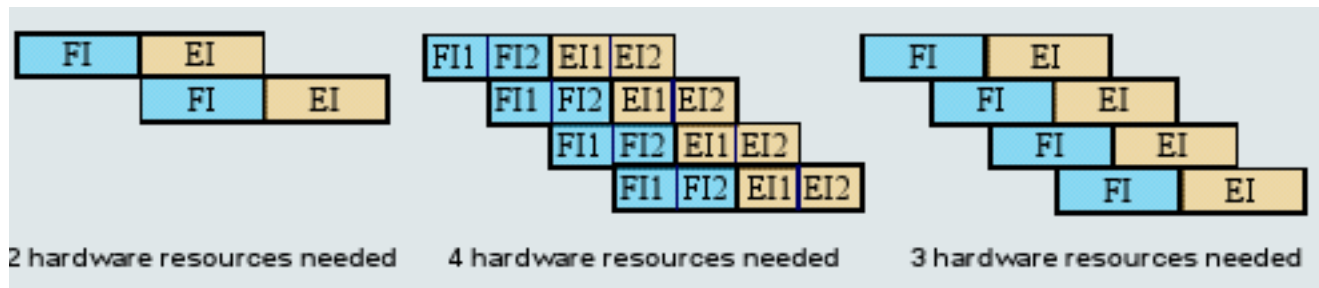 FI EI
FI EI
2 hardware resources needed
FI1 FI2 EI1 EI2
FI1 FI2 EI1 EI2
FI1 FI2 EI1 EI2
FI1 FI2 EI1 EI2
4 hardware resources needed
FI EI
FI EI
FI EI
FI EI
3 hardware resources needed